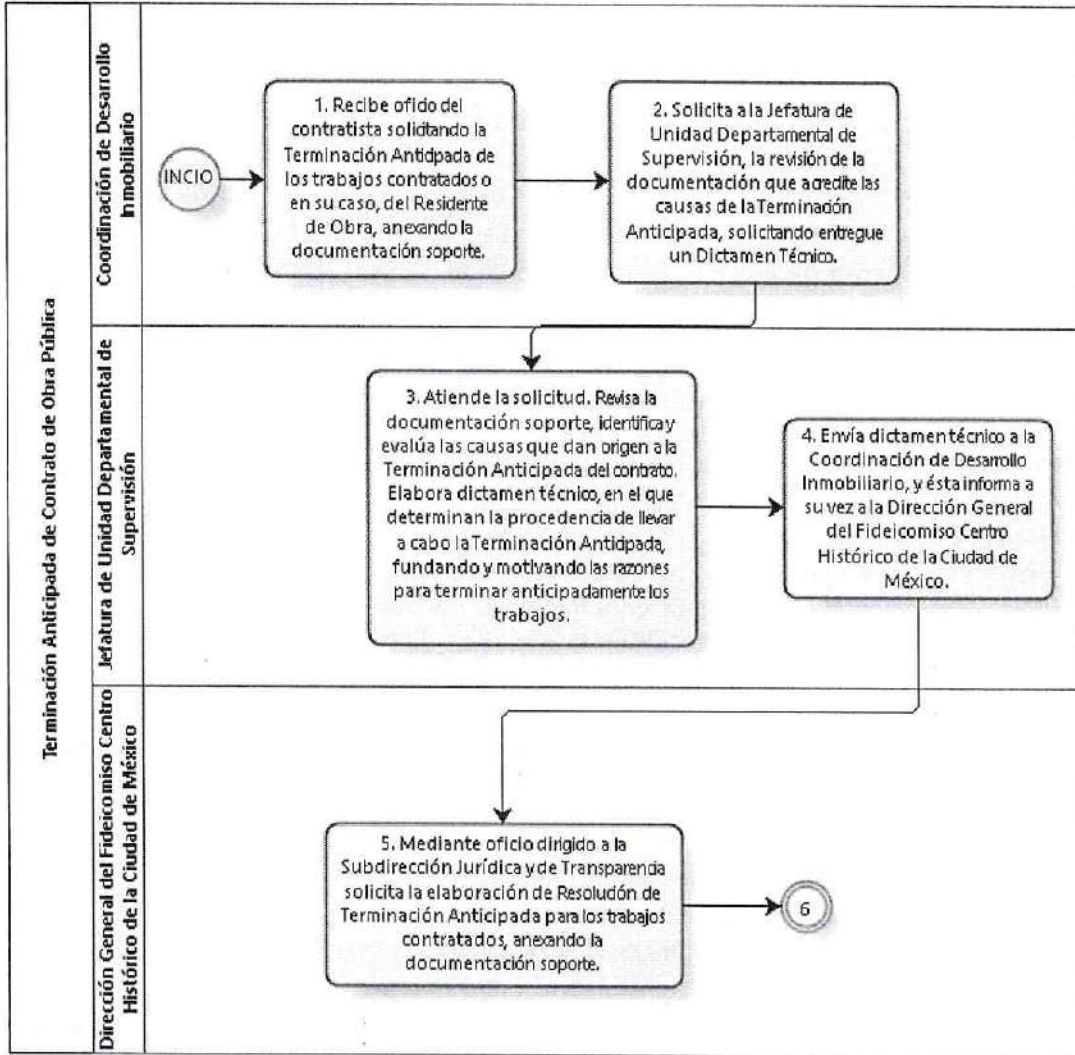 Terminación Anticipada de Contrato de Obra Pública
Coordinación de Desarrollo
Inmobiliario
INCIO
1. Recibe oficio del
contratista solicitando la
Terminación Anticipada de
los trabajos contratados o
en su caso, del Residente
de Obra, anexando la
documentación soporte.
2. Solicita a la Jefatura de
Unidad Departamental de
Supervisión, la revisión de la
documentación que acredite las
causas de la Terminación
Anticipada, solicitando entregue
un Dictamen Técnico.
Jefatura de Unidad Departamental de
Supervisión
3. Atiende la solicitud. Revisa la
documentación soporte, identifica y
evalúa las causas que dan origen a la
Terminación Anticipada del contrato.
Elabora dictamen técnico, en el que
determinan la procedencia de llevar
a cabo la Terminación Anticipada,
fundando y motivando las razones
para terminar anticipadamente los
trabajos.
4. Envía dictamen técnico a la
Coordinación de Desarrollo
Inmobiliario, y ésta informa a
su vez a la Dirección General
del Fideicomiso Centro
Histórico de la Ciudad de
México.
Dirección General del Fideicomiso Centro
Histórico de la Ciudad de México
5. Mediante oficio dirigido a la
Subdirección Jurídica y de Transparencia
solicita la elaboración de Resolución de
Terminación Anticipada para los trabajos
contratados, anexando la
documentación soporte.
6